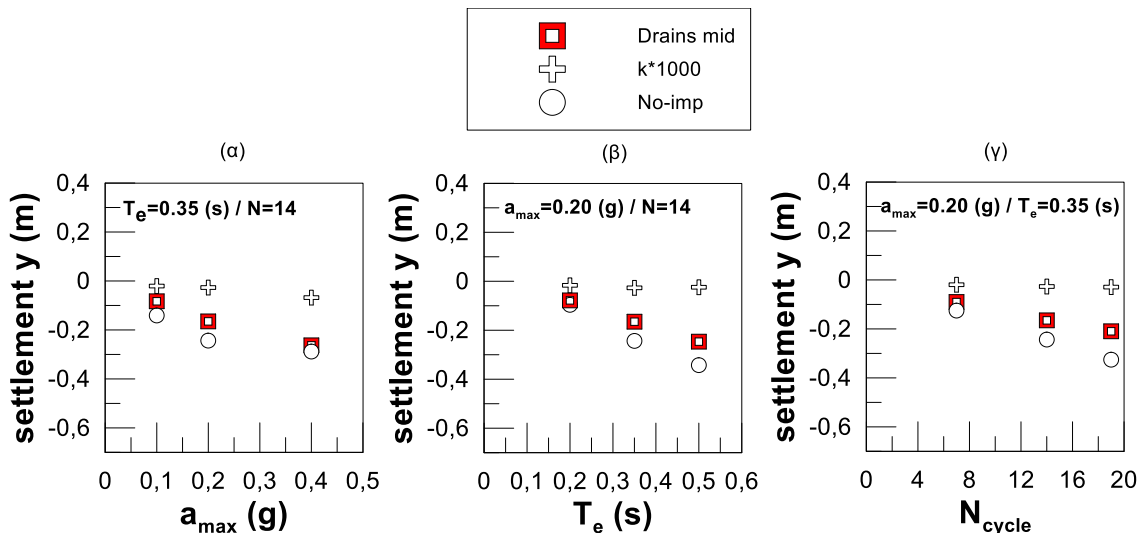 Drains mid
k*1000
No-imp
(α)
(β)
(γ)
settlement y (m)
0,4
0,2
0
-0,2
-0,4
-0,6
Te=0.35 (s) / N=14
0 0,1 0,2 0,3 0,4 0,5
amax (g)
settlement y (m)
0,4
0,2
0
-0,2
-0,4
-0,6
amax=0.20 (g) / N=14
0 0,1 0,2 0,3 0,4 0,5 0,6
Te (s)
settlement y (m)
0,4
0,2
0
-0,2
-0,4
-0,6
amax=0.20 (g) / Te=0.35 (s)
0 4 8 12 16 20
Ncycle